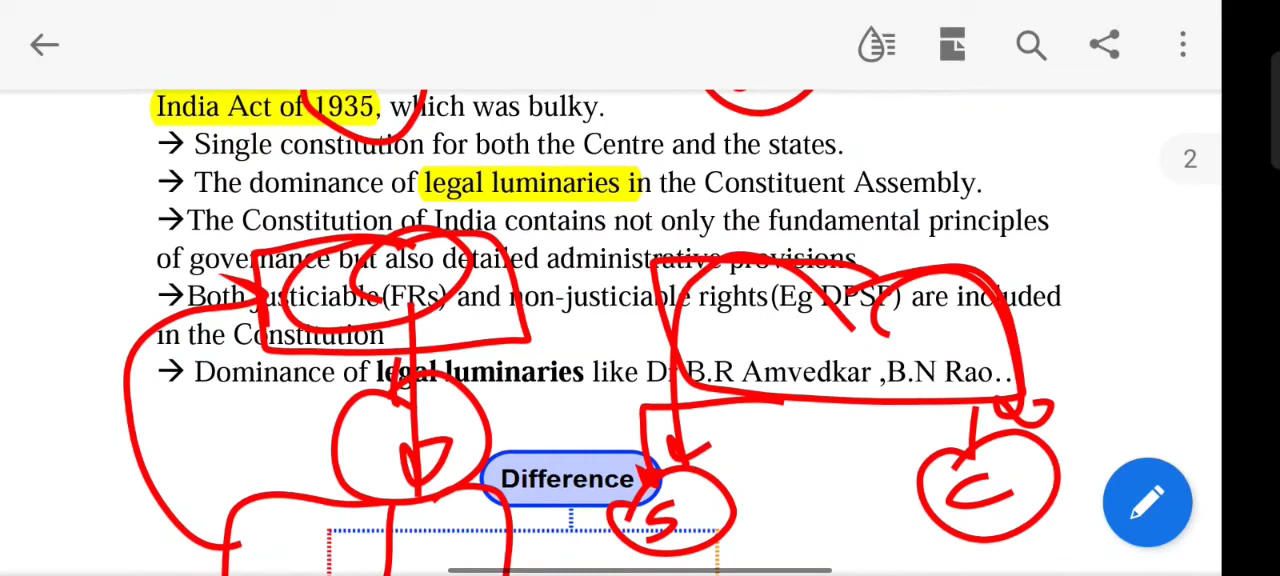 India Act of 1935, which was bulky.
2
→ Single constitution for both the Centre and the states.
→ The dominance of legal luminaries in the Constituent Assembly.
→The Constitution of India contains not only the fundamental principles
of governance but also detailed administrative provisions
→Both justiciable(FRs) and non-justiciable rights(Eg DPSP) are included
in the Constitution
→ Dominance of legal luminaries like Dr B.R Amvedkar ,B.N Rao..
Difference
S
C